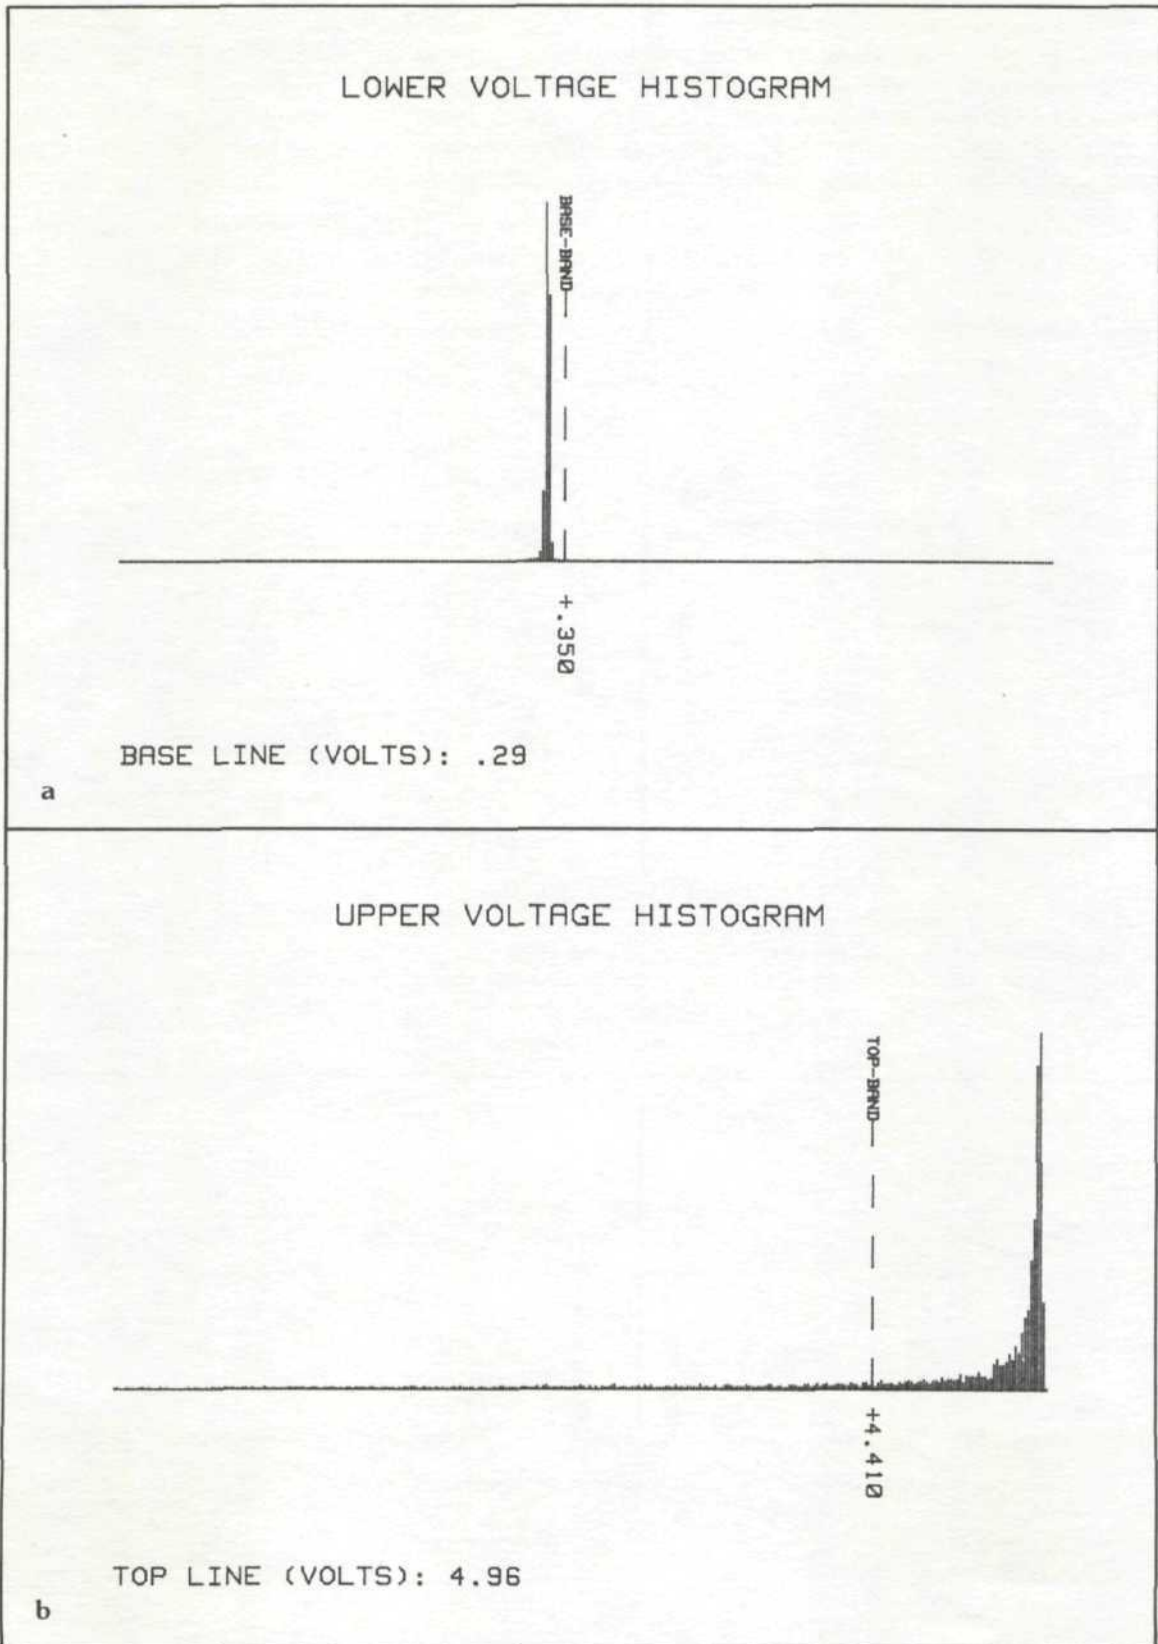 LOWER VOLTAGE HISTOGRAM
BASE-BAND
+.350
BASE LINE (VOLTS): .29
a
UPPER VOLTAGE HISTOGRAM
TOP-BAND
+4.410
TOP LINE (VOLTS): 4.96
b